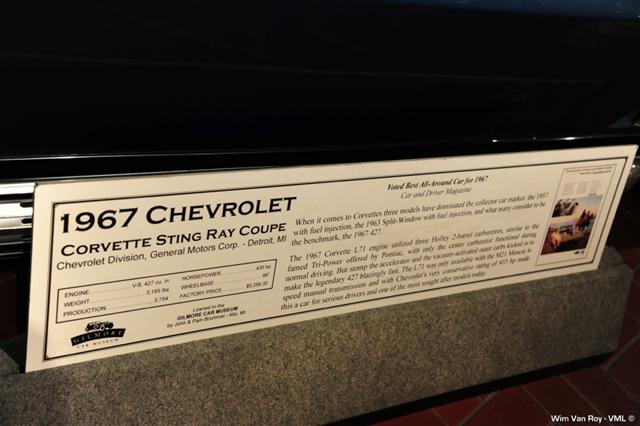 1967 CHEVROLET
CORVETTE STING RAY COUPE
Chevrolet Division, General Motors Corp. - Detroit, MI
ENGINE V-8, 427 cu. in. HORSEPOWER 435 hp
WEIGHT 3,155 lbs WHEELBASE 98"
PRODUCTION 3,754 FACTORY PRICE $5,289.30
Loaned to the
GILMORE CAR MUSEUM
by John & Pam Brummel - Alto, MI
GILMORE
CAR MUSEUM
Voted Best All-Around Car for 1967
Car and Driver Magazine
When it comes to Corvettes three models have dominated the collector car market: the 1957
with fuel injection, the 1963 Split-Window with fuel injection, and what many consider to be
the benchmark, the 1967 427.
The 1967 Corvette L71 engine utilized three Holley 2-barrel carburetors, similar to the
famed Tri-Power offered by Pontiac, with only the center carburetor functional during
normal driving. But stomp the accelerator and the vacuum-activated outer carbs kicked in to
make the legendary 427 blazingly fast. The L71 was only available with the M21 Muncie 4-
speed manual transmission and with Chevrolet's very conservative rating of 435 hp made
this a car for serious drivers and one of the most sought after models today.
Wim Van Roy - VML ©